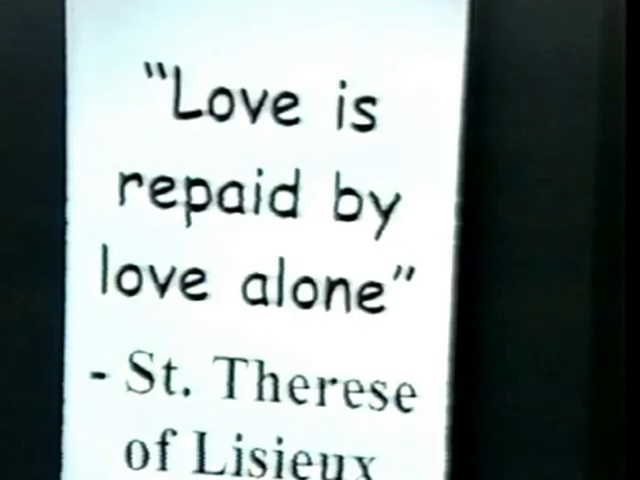 “Love is
repaid by
love alone”
- St. Therese
of Lisieux